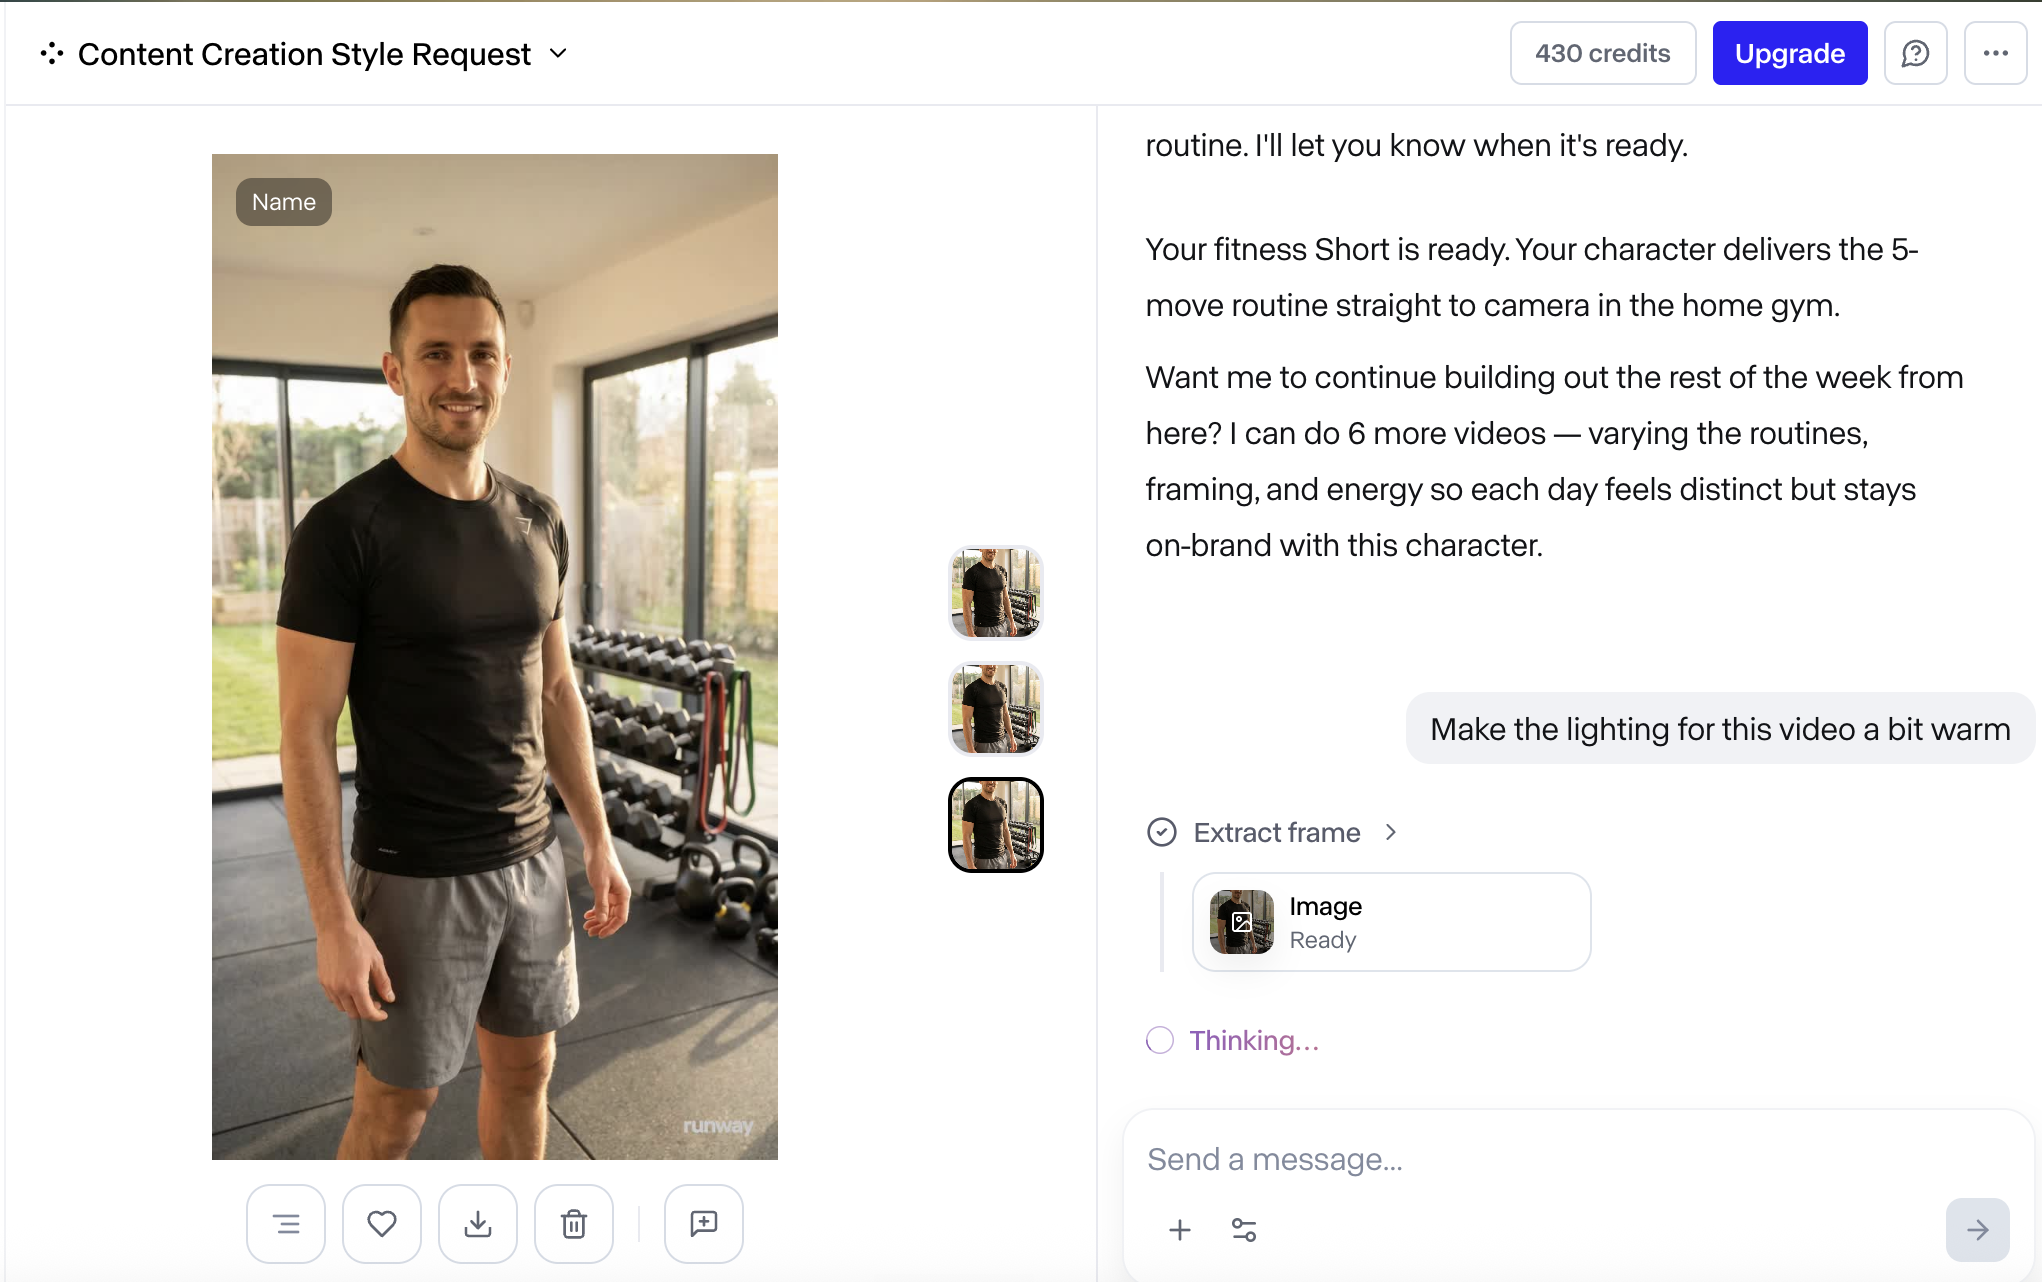 Content Creation Style Request
430 credits
Upgrade
Name
runway
routine. I'll let you know when it's ready.
Your fitness Short is ready. Your character delivers the 5-
move routine straight to camera in the home gym.
Want me to continue building out the rest of the week from
here? I can do 6 more videos — varying the routines,
framing, and energy so each day feels distinct but stays
on-brand with this character.
Make the lighting for this video a bit warm
Extract frame
Image
Ready
Thinking...
Send a message...